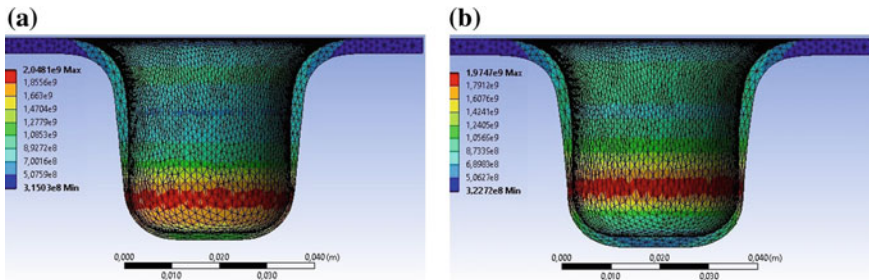 (a)
2,0481e9 Max
1,8556e9
1,663e9
1,4704e9
1,2779e9
1,0853e9
8,9272e8
7,0016e8
5,0759e8
3,1503e8 Min
0,000
0,020
0,040 (m)
0,010
0,030
(b)
1,9747e9 Max
1,7912e9
1,6076e9
1,4241e9
1,2405e9
1,0569e9
8,7335e8
6,8983e8
5,0627e8
3,2272e8 Min
0,000
0,020
0,040 (m)
0,010
0,030